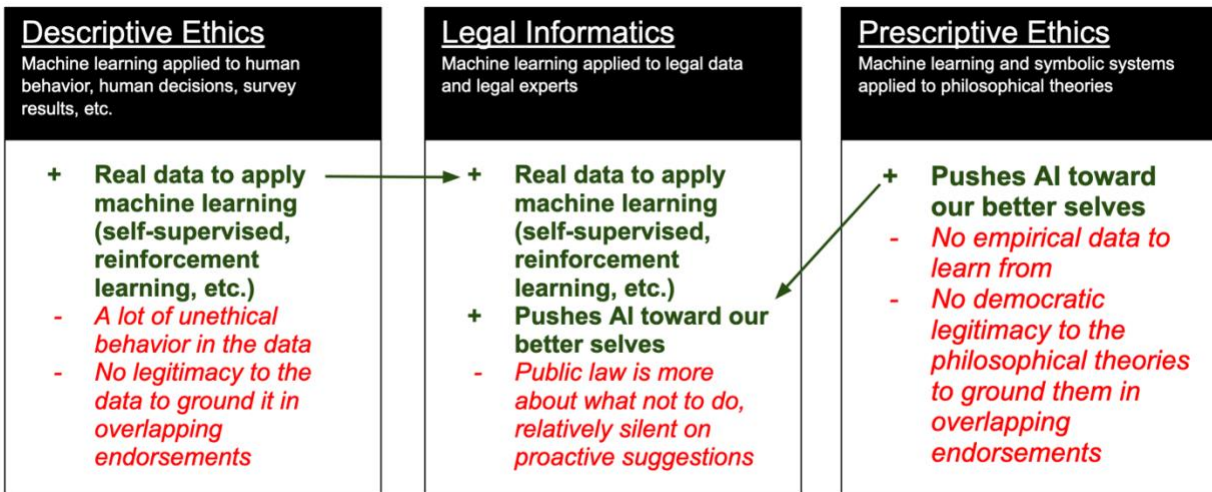 Descriptive Ethics
Machine learning applied to human
behavior, human decisions, survey
results, etc.
+ Real data to apply
machine learning
(self-supervised,
reinforcement
learning, etc.)
- A lot of unethical
behavior in the data
- No legitimacy to the
data to ground it in
overlapping
endorsements
Legal Informatics
Machine learning applied to legal data
and legal experts
+ Real data to apply
machine learning
(self-supervised,
reinforcement
learning, etc.)
+ Pushes AI toward our
better selves
- Public law is more
about what not to do,
relatively silent on
proactive suggestions
Prescriptive Ethics
Machine learning and symbolic systems
applied to philosophical theories
+ Pushes AI toward
our better selves
- No empirical data to
learn from
- No democratic
legitimacy to the
philosophical theories
to ground them in
overlapping
endorsements